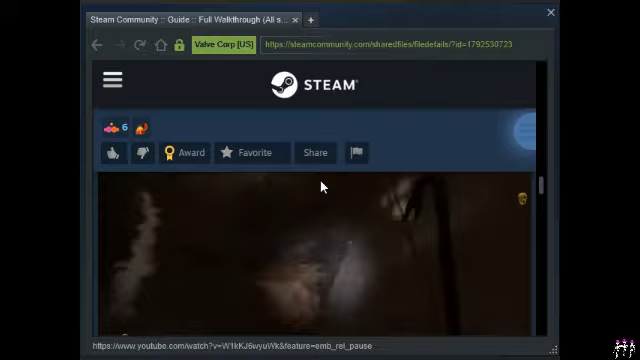 Steam Community :: Guide :: Full Walkthrough (All s...
Valve Corp [US]
https://steamcommunity.com/sharedfiles/filedetails/?id=1792530723
STEAM
6
Award
Favorite
Share
https://www.youtube.com/watch?v=W1kKJ6wyuWk&feature=emb_rel_pause